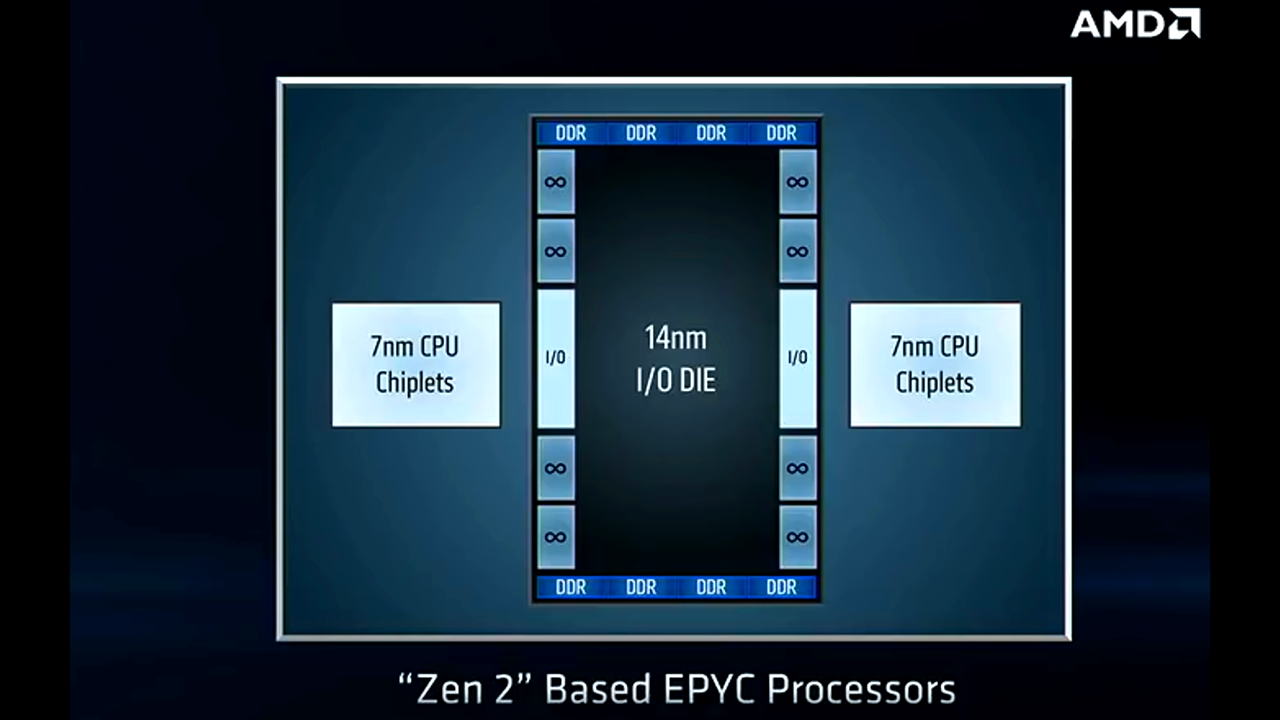 AMD
DDR DDR DDR DDR
∞ ∞
∞ ∞
7nm CPU
Chiplets
I/O
14nm
I/O DIE
I/O
7nm CPU
Chiplets
∞ ∞
∞ ∞
DDR DDR DDR DDR
“Zen 2” Based EPYC Processors